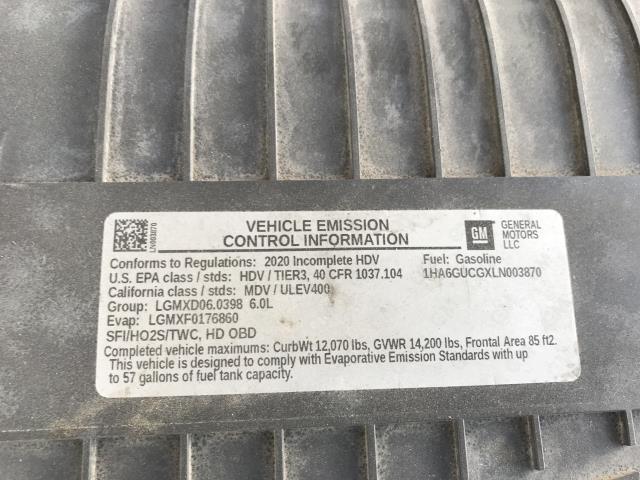 LN003870
VEHICLE EMISSION
CONTROL INFORMATION
GM
GENERAL
MOTORS
LLC
Conforms to Regulations: 2020 Incomplete HDV
Fuel: Gasoline
U.S. EPA class / stds: HDV / TIER3, 40 CFR 1037.104
1HA6GUCGXLN003870
California class / stds: MDV / ULEV400
Group: LGMXD06.0398 6.0L
Evap: LGMXF0176860
SFI/HO2S/TWC, HD OBD
Completed vehicle maximums: CurbWt 12,070 lbs, GVWR 14,200 lbs, Frontal Area 85 ft2.
This vehicle is designed to comply with Evaporative Emission Standards with up
to 57 gallons of fuel tank capacity.